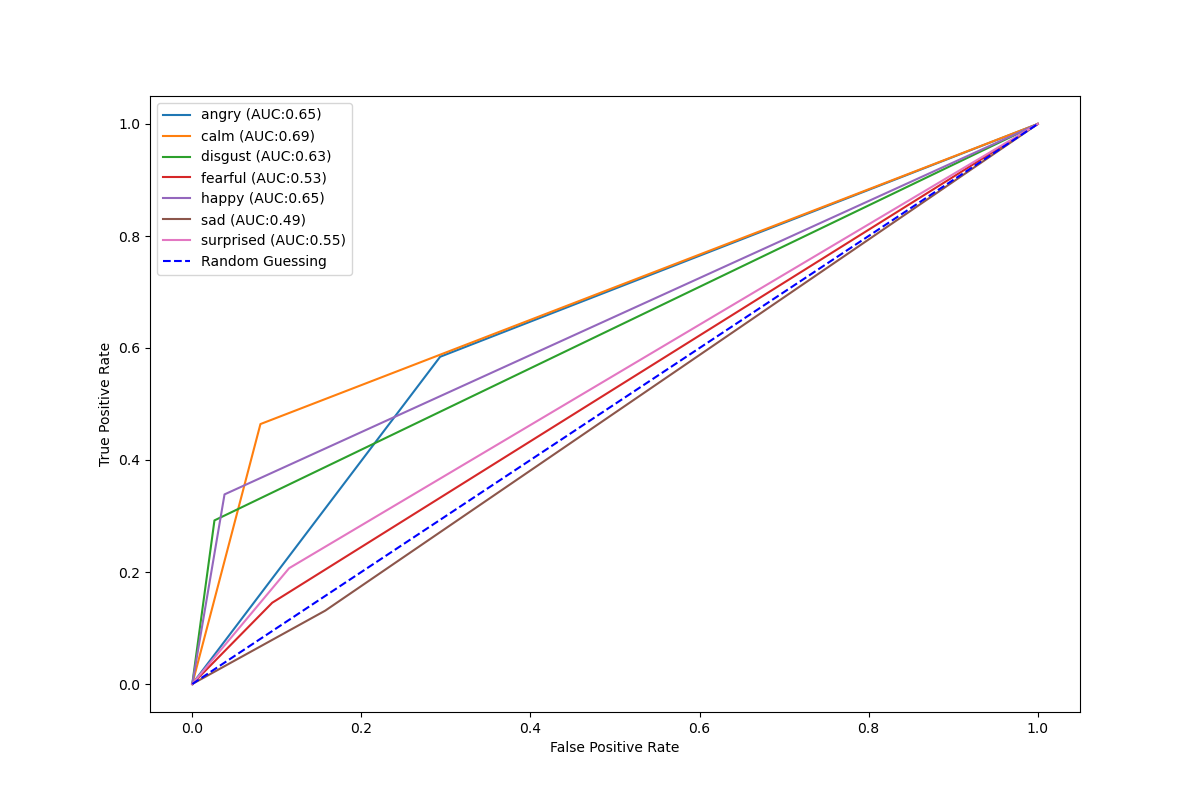 angry (AUC:0.65)
calm (AUC:0.69)
disgust (AUC:0.63)
fearful (AUC:0.53)
happy (AUC:0.65)
sad (AUC:0.49)
surprised (AUC:0.55)
Random Guessing
True Positive Rate
1.0
0.8
0.6
0.4
0.2
0.0
0.0 0.2 0.4 0.6 0.8 1.0
False Positive Rate